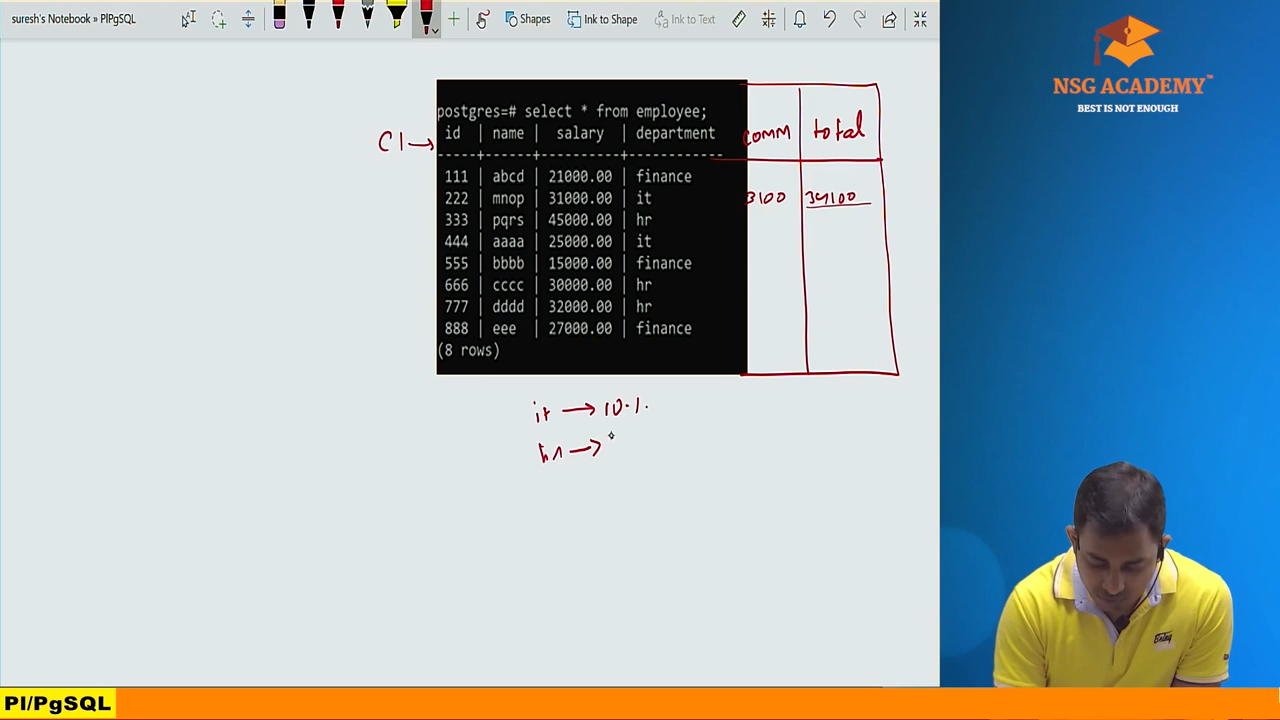 suresh's Notebook » PlPgSQL
Shapes
Ink to Shape
Ink to Text
NSG ACADEMY™
BEST IS NOT ENOUGH
postgres=# select * from employee;
id | name | salary | department
-----+------+----------+------------
111 | abcd | 21000.00 | finance
222 | mnop | 31000.00 | it
333 | pqrs | 45000.00 | hr
444 | aaaa | 25000.00 | it
555 | bbbb | 15000.00 | finance
666 | cccc | 30000.00 | hr
777 | dddd | 32000.00 | hr
888 | eee | 27000.00 | finance
(8 rows)
C1 →
comm total
3100 34100
it → 10%
hr →
Pl/PgSQL